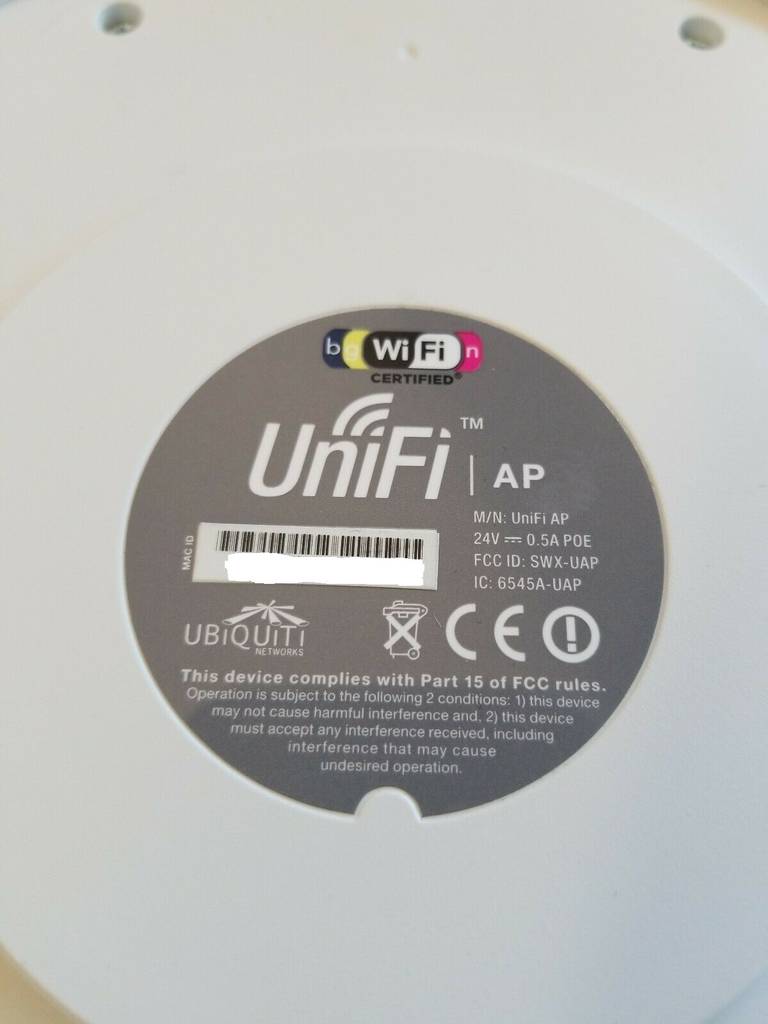 b g Wi Fi n
CERTIFIED®
UniFi™ | AP
M/N: UniFi AP
24V ⎓ 0.5A POE
FCC ID: SWX-UAP
IC: 6545A-UAP
MAC ID
UBiQUiTi
NETWORKS
CE
This device complies with Part 15 of FCC rules.
Operation is subject to the following 2 conditions: 1) this device
may not cause harmful interference and, 2) this device
must accept any interference received, including
interference that may cause
undesired operation.